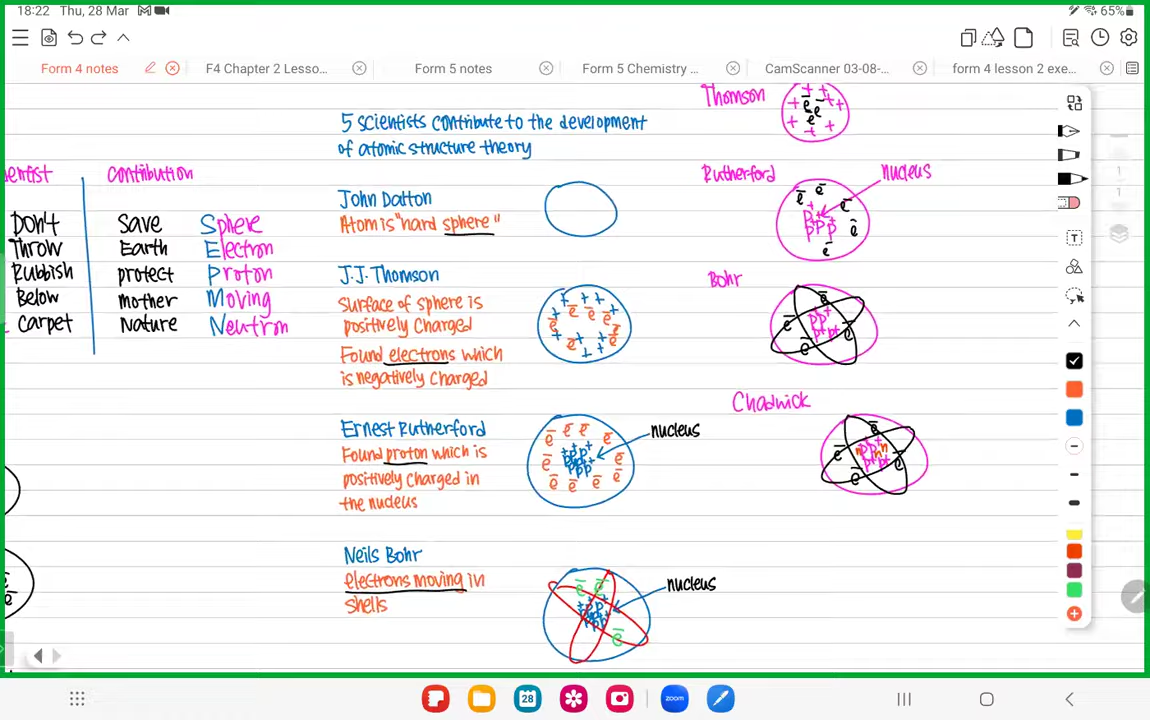 18:22 Thu, 28 Mar
65%
Form 4 notes
F4 Chapter 2 Lesso...
Form 5 notes
Form 5 Chemistry ...
CamScanner 03-08-...
form 4 lesson 2 exe...
entist
contribution
Don't Save Sphere
Throw Earth Electron
Rubbish protect Proton
Below mother Moving
Carpet Nature Neutron
5 scientists contribute to the development
of atomic structure theory
John Dalton
Atom is "hard sphere"
J.J. Thomson
Surface of sphere is
positively charged
Found electrons which
is negatively charged
Ernest Rutherford
Found proton which is
positively charged in
the nucleus
nucleus
Neils Bohr
electrons moving in
shells
nucleus
Thomson
Rutherford
nucleus
Bohr
Chadwick
28
zoom